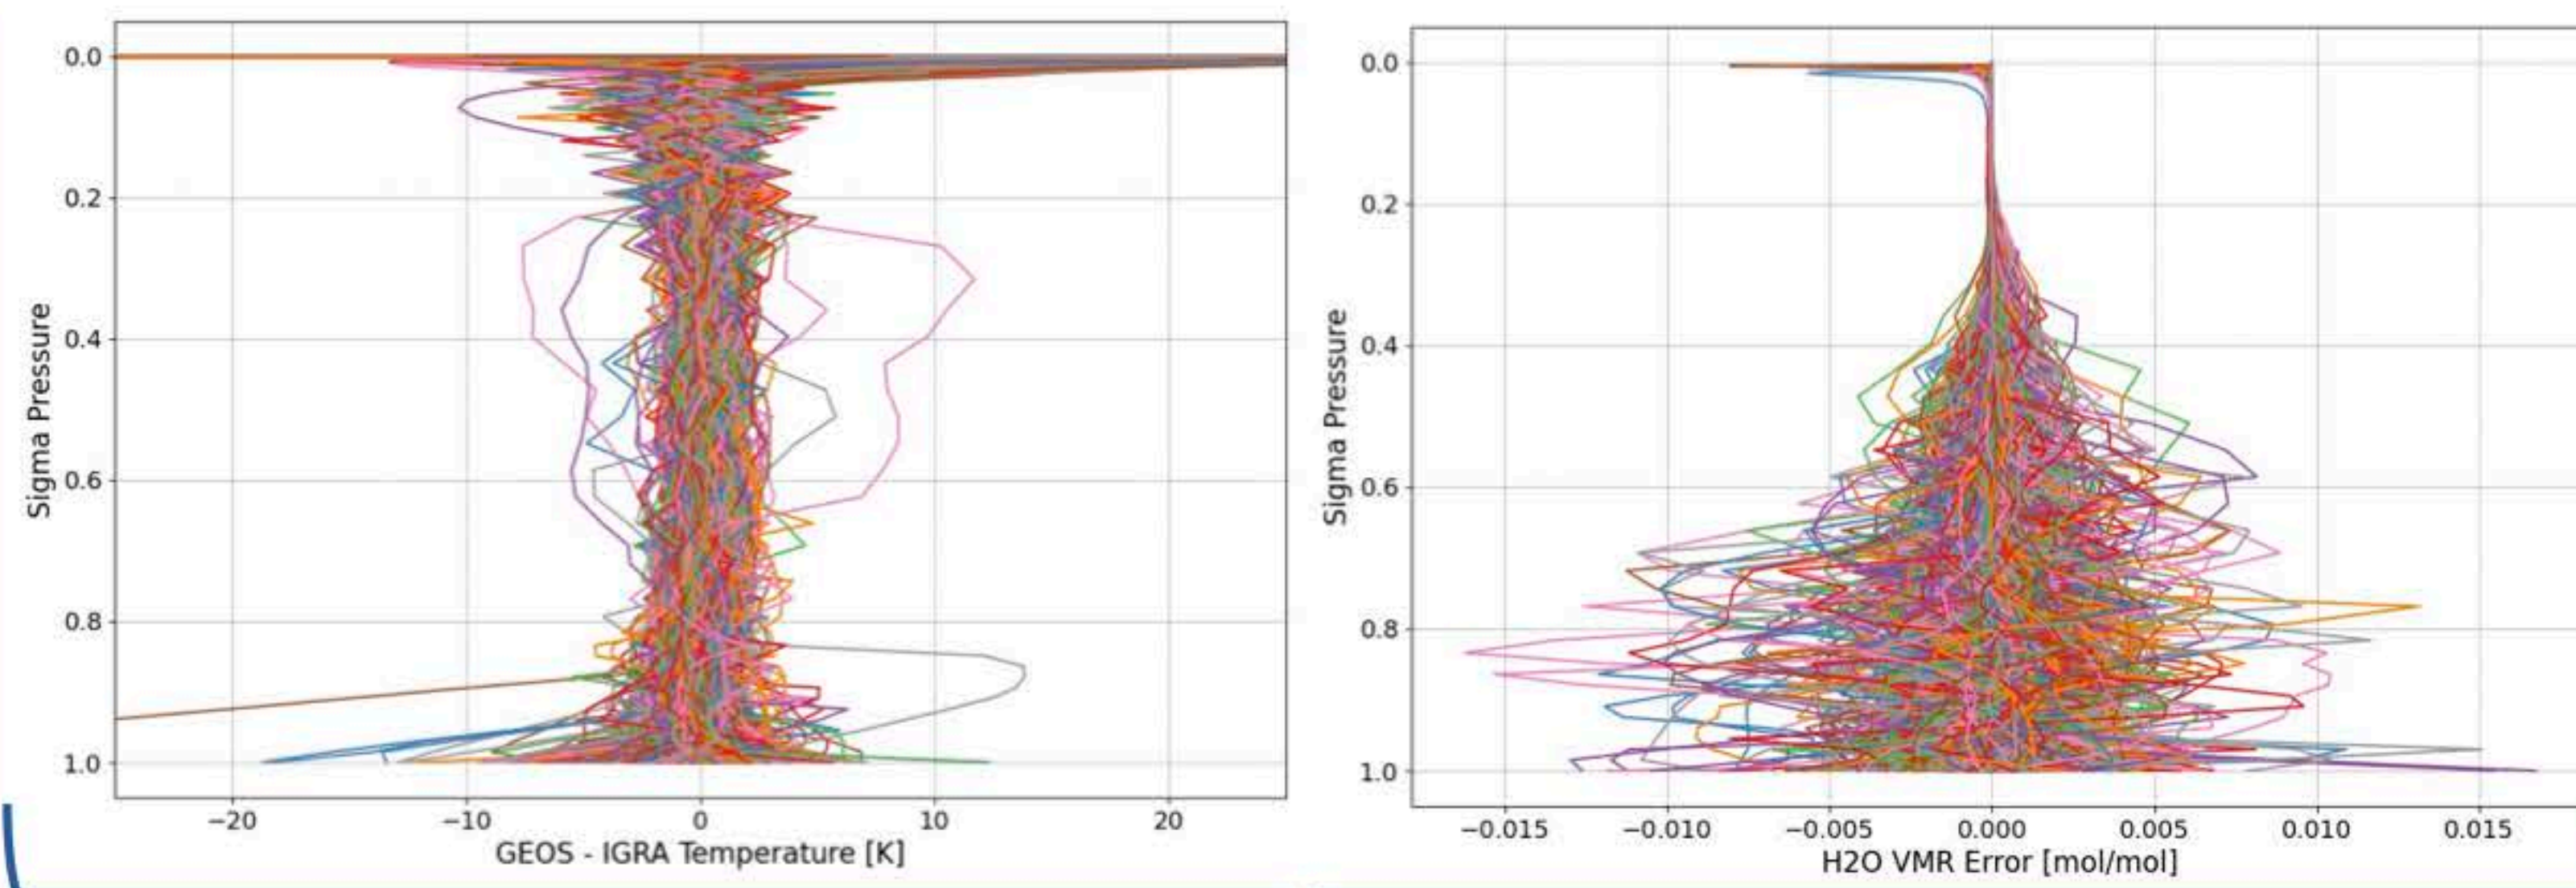 0.0
0.2
0.4
0.6
0.8
1.0
Sigma Pressure
−20 −10 0 10 20
GEOS - IGRA Temperature [K]
0.0
0.2
0.4
0.6
0.8
1.0
Sigma Pressure
−0.015 −0.010 −0.005 0.000 0.005 0.010 0.015
H2O VMR Error [mol/mol]